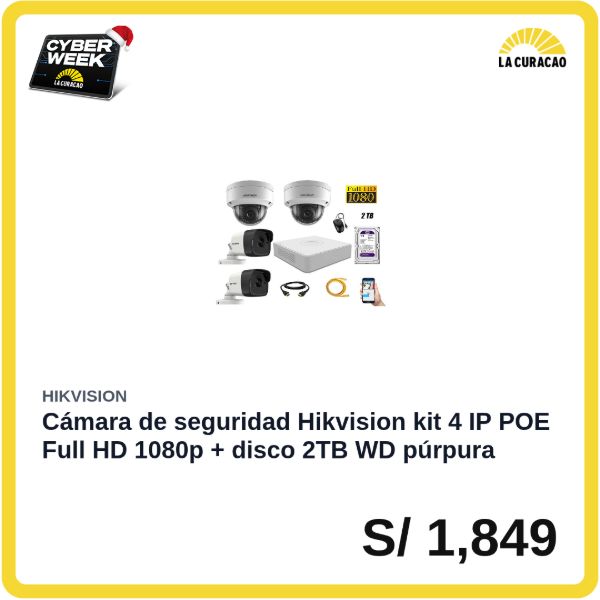 CYBER
WEEK
LA CURACAO
LA CURACAO
Full HD
1080
2 TB
HIKVISION
Cámara de seguridad Hikvision kit 4 IP POE
Full HD 1080p + disco 2TB WD púrpura
S/ 1,849